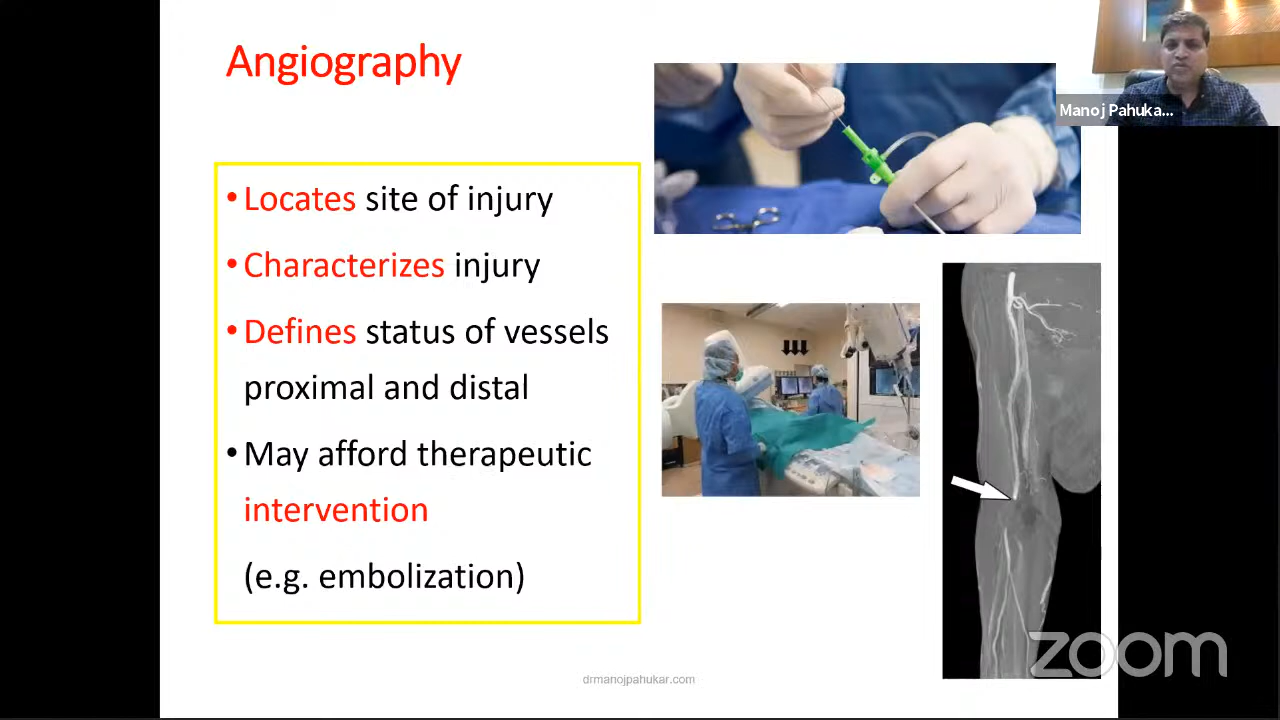 Angiography
Manoj Pahuka...
• Locates site of injury
• Characterizes injury
• Defines status of vessels
proximal and distal
• May afford therapeutic
intervention
(e.g. embolization)
zoom
drmanojpahukar.com